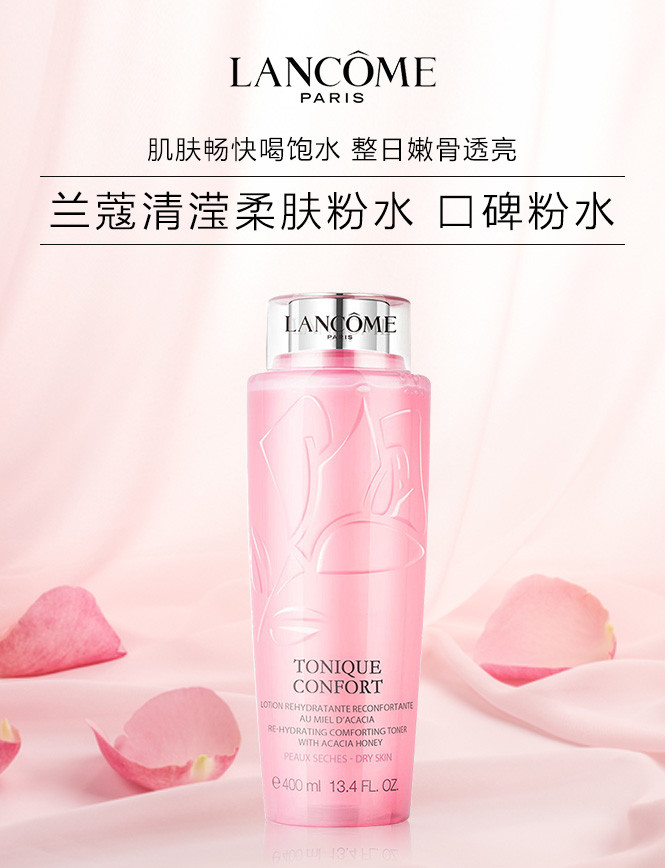 LANCÔME
PARIS
肌肤畅快喝饱水 整日嫩骨透亮
兰蔻清滢柔肤粉水 口碑粉水
LANCÔME
PARIS
TONIQUE
CONFORT
LOTION REHYDRATANTE RECONFORTANTE
AU MIEL D'ACACIA
RE-HYDRATING COMFORTING TONER
WITH ACACIA HONEY
PEAUX SECHES - DRY SKIN
e 400 ml 13.4 FL. OZ.